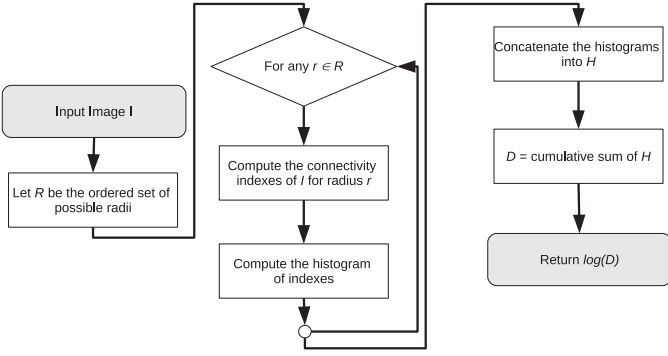 Input Image I
Let R be the ordered set of
possible radii
For any r ∈ R
Compute the connectivity
indexes of I for radius r
Compute the histogram
of indexes
Concatenate the histograms
into H
D = cumulative sum of H
Return log(D)